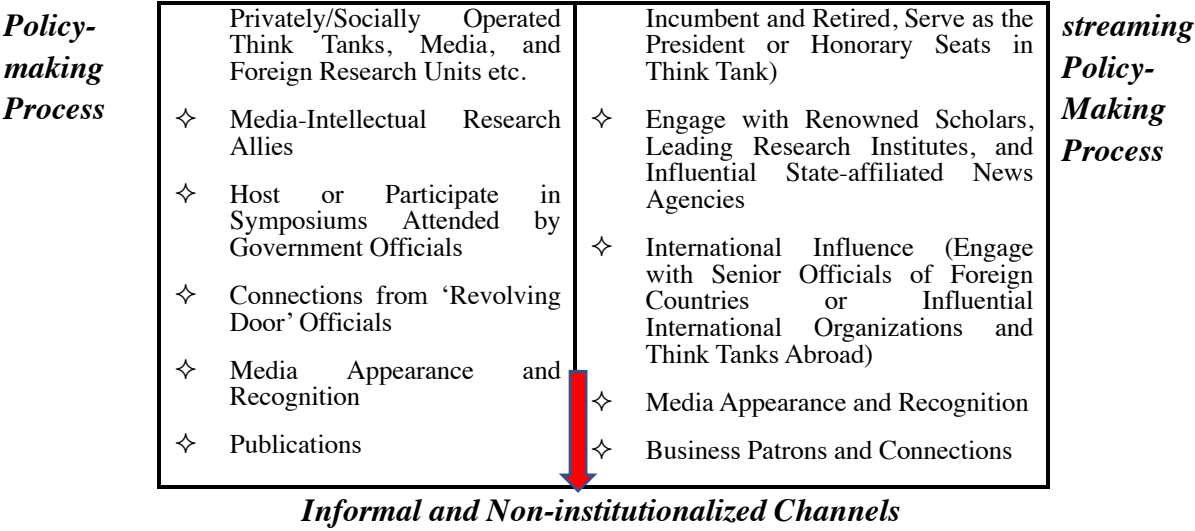 Policy-
making
Process
Privately/Socially Operated
Think Tanks, Media, and
Foreign Research Units etc.
✧ Media-Intellectual Research
Allies
✧ Host or Participate in
Symposiums Attended by
Government Officials
✧ Connections from ‘Revolving
Door’ Officials
✧ Media Appearance and
Recognition
✧ Publications
Incumbent and Retired, Serve as the
President or Honorary Seats in
Think Tank)
✧ Engage with Renowned Scholars,
Leading Research Institutes, and
Influential State-affiliated News
Agencies
✧ International Influence (Engage
with Senior Officials of Foreign
Countries or Influential
International Organizations and
Think Tanks Abroad)
✧ Media Appearance and Recognition
✧ Business Patrons and Connections
streaming
Policy-
Making
Process
Informal and Non-institutionalized Channels